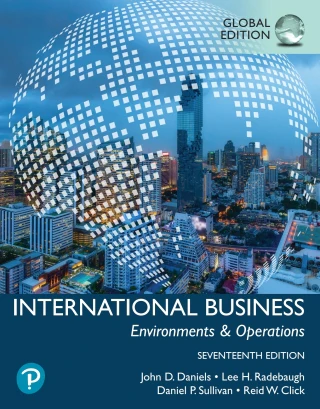 GLOBAL
EDITION
INTERNATIONAL BUSINESS
Environments & Operations
SEVENTEENTH EDITION
John D. Daniels • Lee H. Radebaugh
Daniel P. Sullivan • Reid W. Click
P